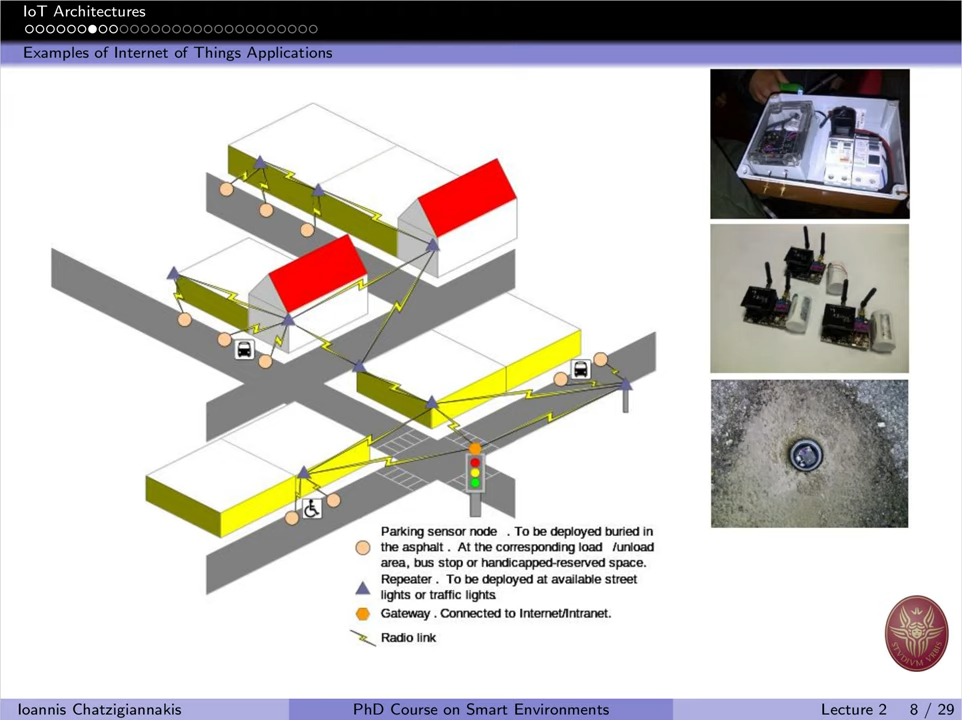 IoT Architectures
Examples of Internet of Things Applications
Parking sensor node . To be deployed buried in
the asphalt . At the corresponding load /unload
area, bus stop or handicapped-reserved space.
Repeater . To be deployed at available street
lights or traffic lights.
Gateway . Connected to Internet/Intranet.
Radio link
STVDIVM VRBIS
Ioannis Chatzigiannakis
PhD Course on Smart Environments
Lecture 2
8 / 29